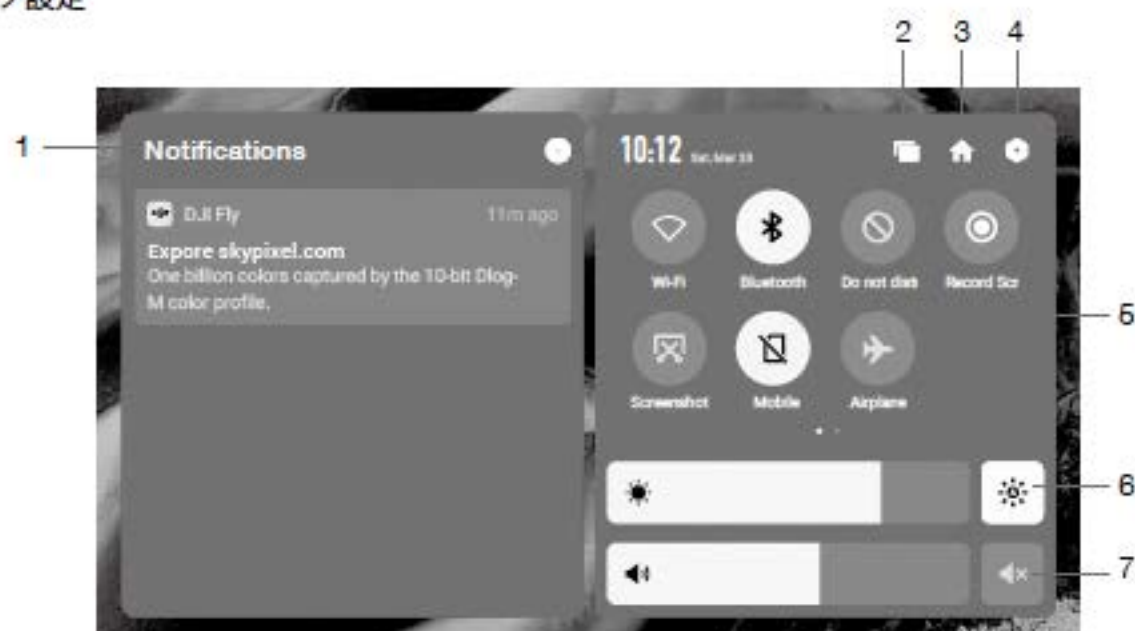 設定
2 3 4
1
Notifications
10:12
DJI Fly 11m ago
Expore skypixel.com
One billion colors captured by the 10-bit Dlog-
M color profile.
Wi-Fi Bluetooth Do not dist Record Scr
5
Screenshot Mobile Airplane
6
7